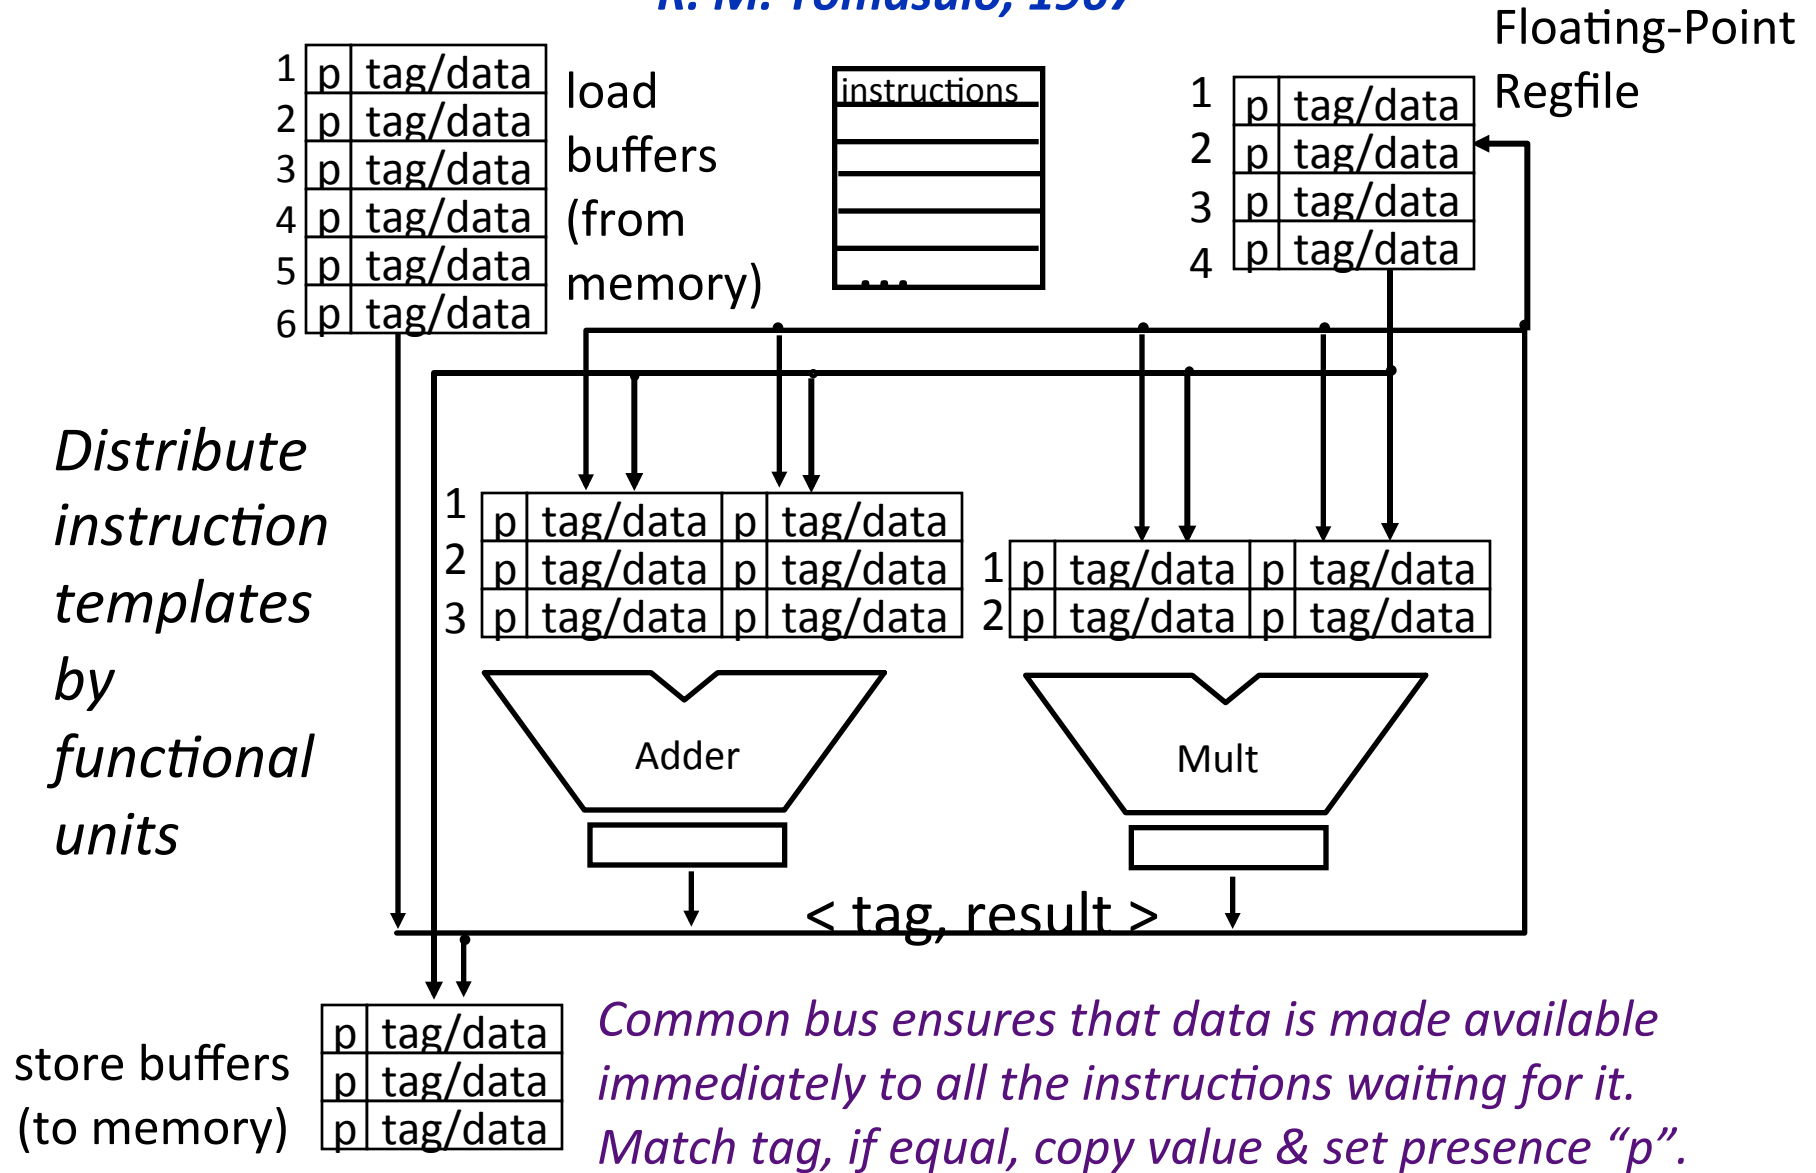 R. M. Tomasulo, 1967
Floating-Point
Regfile
1 p tag/data
2 p tag/data
3 p tag/data
4 p tag/data
5 p tag/data
6 p tag/data
load
buffers
(from
memory)
instructions
...
1 p tag/data
2 p tag/data
3 p tag/data
4 p tag/data
Distribute
instruction
templates
by
functional
units
1 p tag/data p tag/data
2 p tag/data p tag/data
3 p tag/data p tag/data
1 p tag/data p tag/data
2 p tag/data p tag/data
Adder
Mult
< tag, result >
store buffers
(to memory)
p tag/data
p tag/data
p tag/data
Common bus ensures that data is made available
immediately to all the instructions waiting for it.
Match tag, if equal, copy value & set presence “p”.